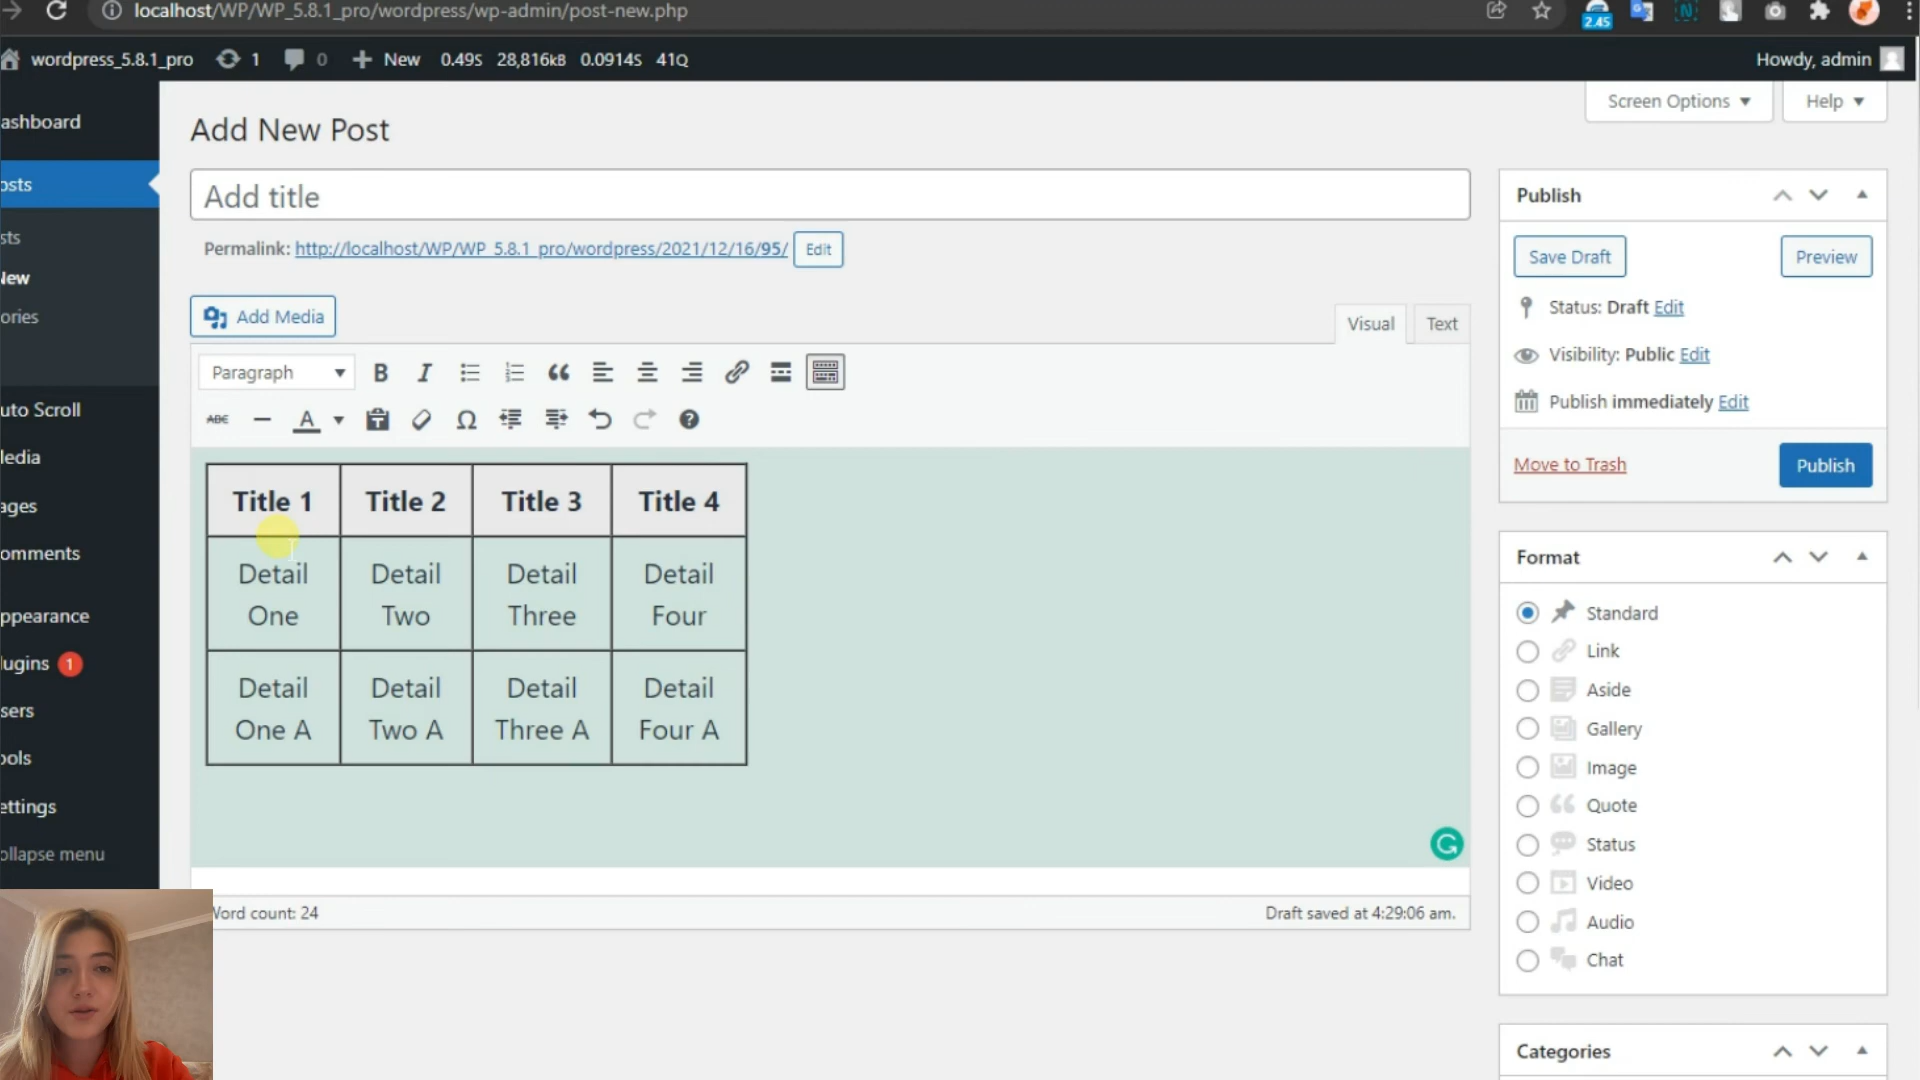 localhost/WP/WP_5.8.1_pro/wordpress/wp-admin/post-new.php
2.45
wordpress_5.8.1_pro 1 0 New 0.49s 28,816kB 0.0914s 41Q Howdy, admin
Screen Options Help
ashboard
osts
sts
New
ories
uto Scroll
ledia
ages
omments
ppearance
lugins 1
sers
ools
ettings
ollapse menu
Add New Post
Add title
Permalink: http://localhost/WP/WP_5.8.1_pro/wordpress/2021/12/16/95/ Edit
Add Media
Visual Text
Paragraph B I
ABC A Ω
Title 1 Title 2 Title 3 Title 4
Detail Detail Detail Detail
One Two Three Four
Detail Detail Detail Detail
One A Two A Three A Four A
Word count: 24 Draft saved at 4:29:06 am.
Publish
Save Draft Preview
Status: Draft Edit
Visibility: Public Edit
Publish immediately Edit
Move to Trash Publish
Format
Standard
Link
Aside
Gallery
Image
Quote
Status
Video
Audio
Chat
Categories